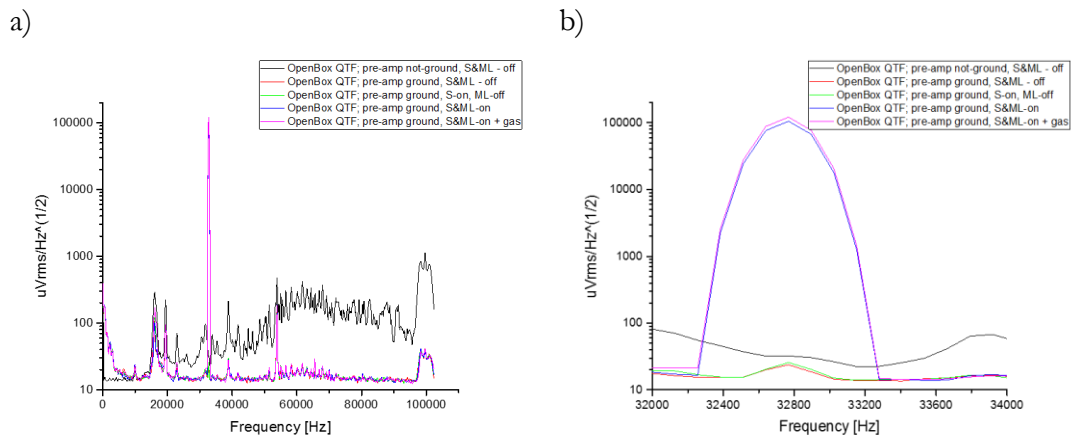 a)
OpenBox QTF; pre-amp not-ground, S&ML - off
OpenBox QTF; pre-amp ground, S&ML - off
OpenBox QTF; pre-amp ground, S-on, ML-off
OpenBox QTF; pre-amp ground, S&ML-on
OpenBox QTF; pre-amp ground, S&ML-on + gas
100000
10000
1000
100
10
uVrms/Hz^(1/2)
0
20000
40000
60000
80000
100000
Frequency [Hz]
b)
OpenBox QTF; pre-amp not-ground, S&ML - off
OpenBox QTF; pre-amp ground, S&ML - off
OpenBox QTF; pre-amp ground, S-on, ML-off
OpenBox QTF; pre-amp ground, S&ML-on
OpenBox QTF; pre-amp ground, S&ML-on + gas
100000
10000
1000
100
10
uVrms/Hz^(1/2)
32000
32400
32800
33200
33600
34000
Frequency [Hz]